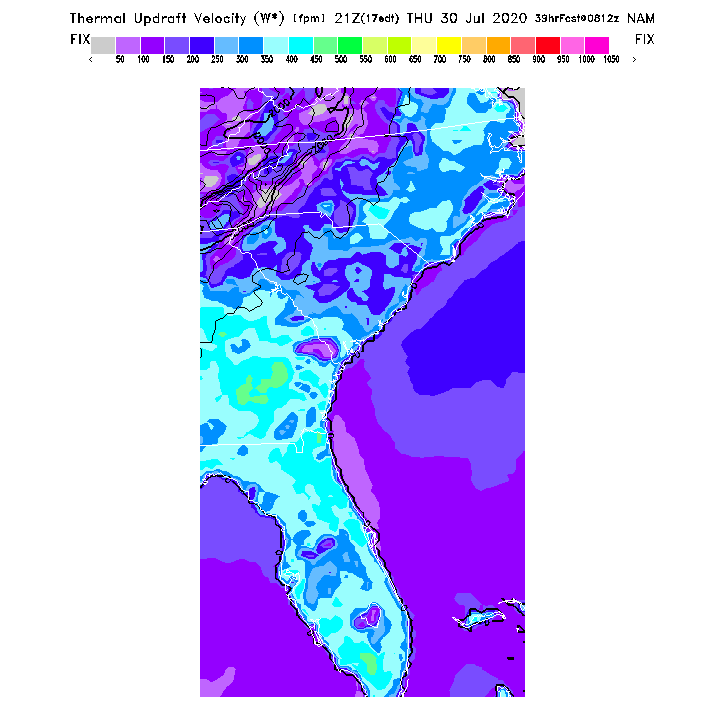 Thermal Updraft Velocity (W*) [fpm] 21Z(17edt) THU 30 Jul 2020 39hrFcst@0812z NAM
FIX FIX
< 50 100 150 200 250 300 350 400 450 500 550 600 650 700 750 800 850 900 950 1000 1050 >